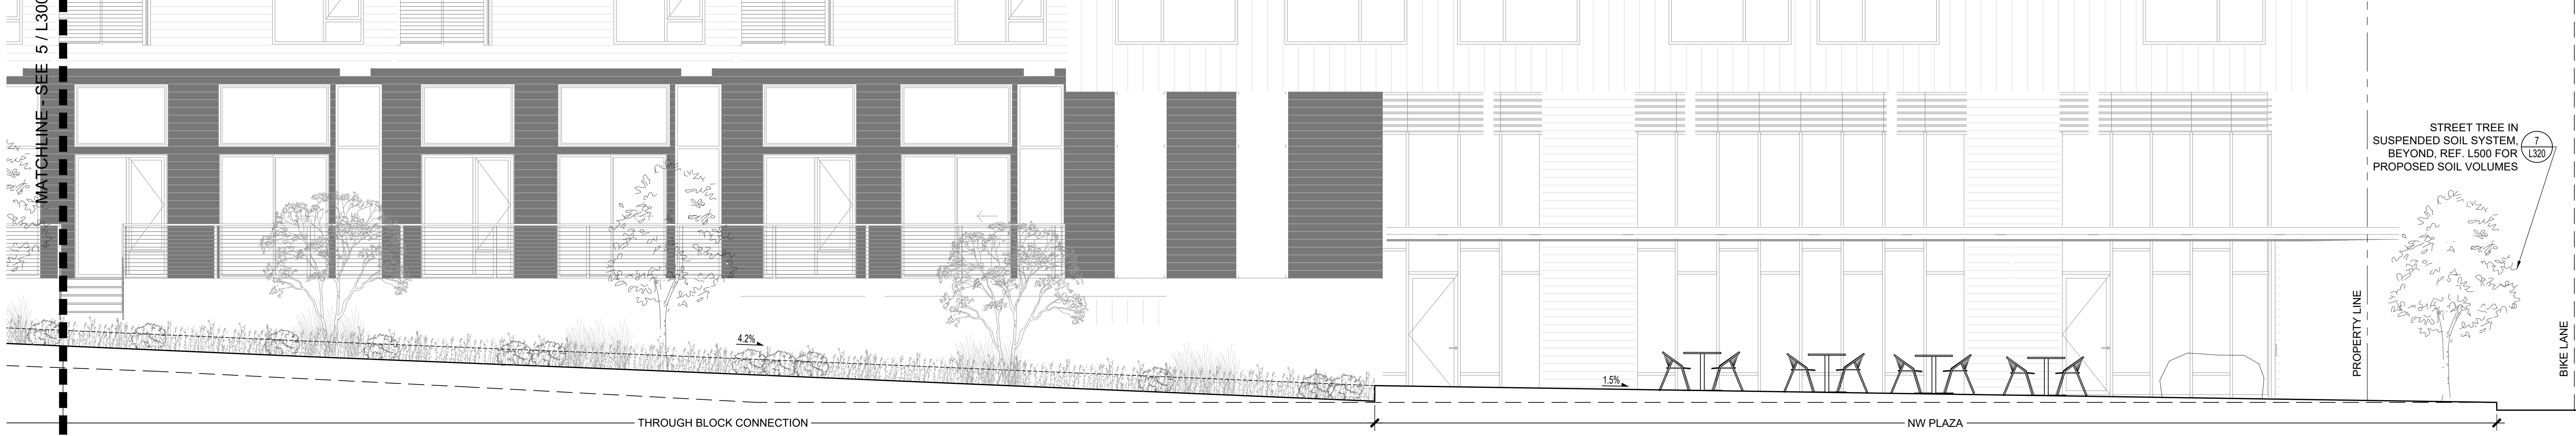 MATCHLINE - SEE 5 / L300
4.2%
THROUGH BLOCK CONNECTION
1.5%
NW PLAZA
PROPERTY LINE
STREET TREE IN
SUSPENDED SOIL SYSTEM,
BEYOND, REF. L500 FOR
PROPOSED SOIL VOLUMES
7
L320
BIKE LANE